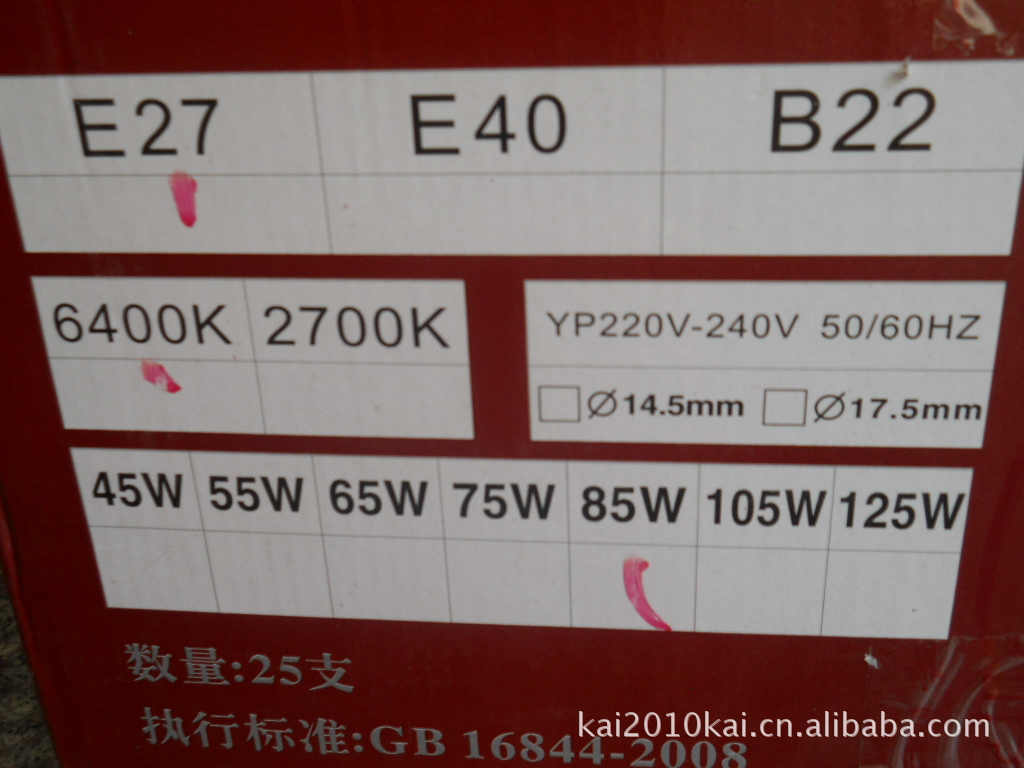 E27 E40 B22
6400K 2700K
YP220V-240V 50/60HZ
Ø14.5mm Ø17.5mm
45W 55W 65W 75W 85W 105W 125W
数量:25支
执行标准:GB 16844-2008
kai2010kai.cn.alibaba.com